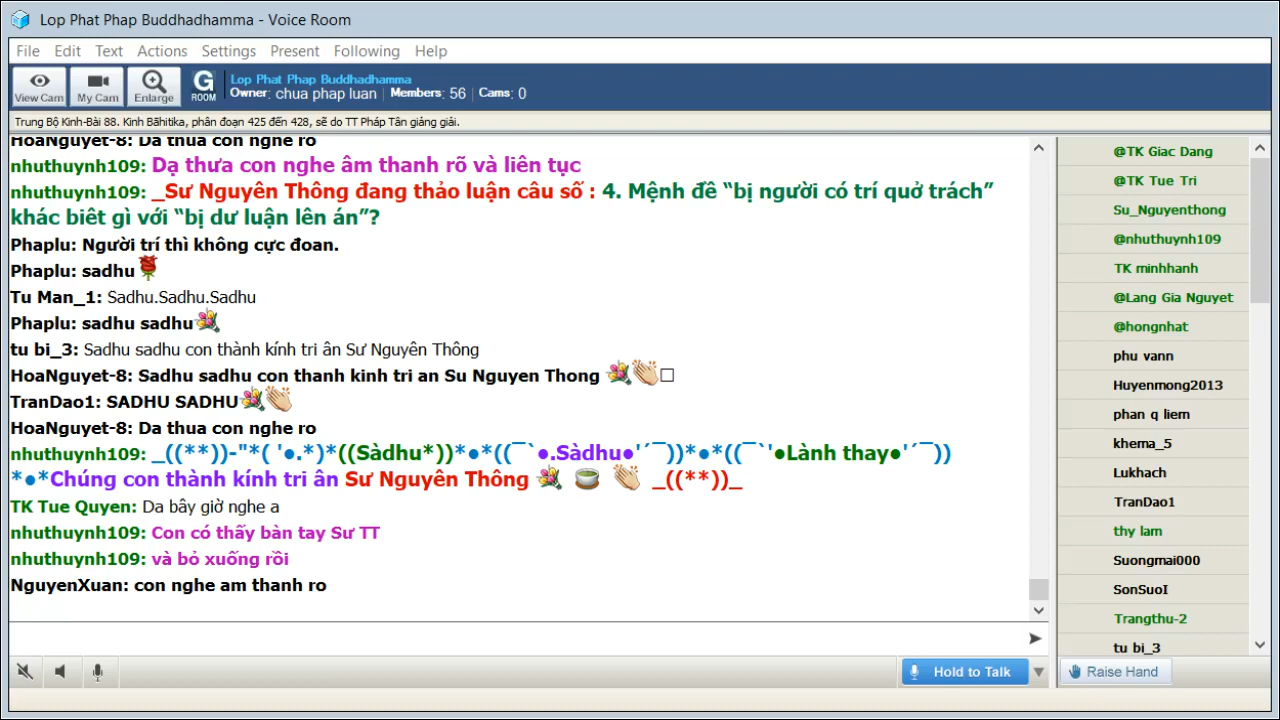 Lop Phat Phap Buddhadhamma - Voice Room
File Edit Text Actions Settings Present Following Help
View Cam My Cam Enlarge G ROOM
Lop Phat Phap Buddhadhamma
Owner: chua phap luan | Members: 56 | Cams: 0
Trung Bộ Kinh-Bài 88. Kinh Bāhitika, phân đoạn 425 đến 428, sẽ do TT Pháp Tân giảng giải.
HoaNguyet-8: Da thua con nghe ro
nhuthuynh109: Dạ thưa con nghe âm thanh rõ và liên tục
nhuthuynh109: _Sư Nguyên Thông đang thảo luận câu số : 4. Mệnh đề “bị người có trí quở trách”
khác biêt gì với “bị dư luận lên án”?
Phaplu: Người trí thì không cực đoan.
Phaplu: sadhu
Tu Man_1: Sadhu.Sadhu.Sadhu
Phaplu: sadhu sadhu
tu bi_3: Sadhu sadhu con thành kính tri ân Sư Nguyên Thông
HoaNguyet-8: Sadhu sadhu con thanh kinh tri an Su Nguyen Thong
TranDao1: SADHU SADHU
HoaNguyet-8: Da thua con nghe ro
nhuthuynh109: _((**))-"*( '●.*)*((Sàdhu*))*●*((¯`●.Sàdhu●'´¯))*●*((¯`'●Lành thay●'´¯))
*●*Chúng con thành kính tri ân Sư Nguyên Thông _((**))_
TK Tue Quyen: Da bây giờ nghe a
nhuthuynh109: Con có thấy bàn tay Sư TT
nhuthuynh109: và bỏ xuống rồi
NguyenXuan: con nghe am thanh ro
@TK Giac Dang
@TK Tue Tri
Su_Nguyenthong
@nhuthuynh109
TK minhhanh
@Lang Gia Nguyet
@hongnhat
phu vann
Huyenmong2013
phan q liem
khema_5
Lukhach
TranDao1
thy lam
Suongmai000
SonSuoI
Trangthu-2
tu bi_3
Hold to Talk
Raise Hand